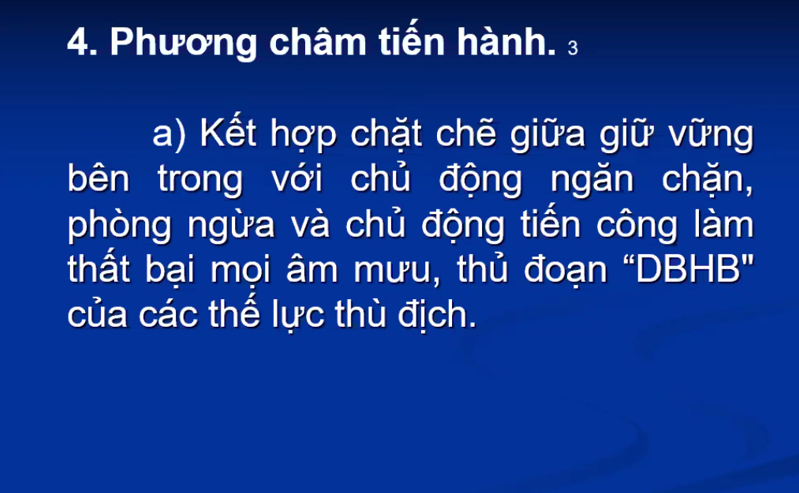 4. Phương châm tiến hành. 3
a) Kết hợp chặt chẽ giữa giữ vững
bên trong với chủ động ngăn chặn,
phòng ngừa và chủ động tiến công làm
thất bại mọi âm mưu, thủ đoạn “DBHB"
của các thế lực thù địch.